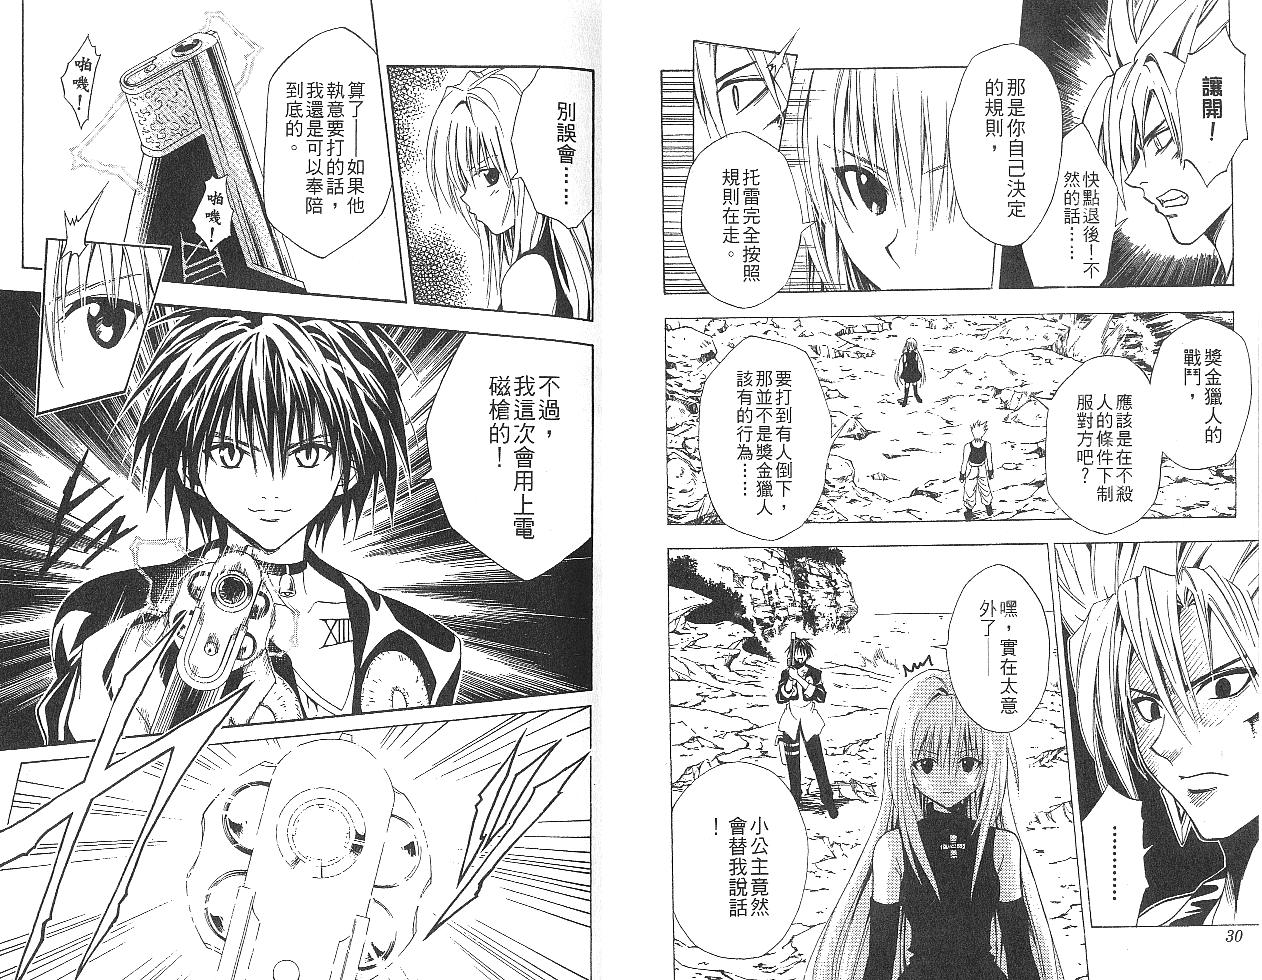 讓開！
快點退後！不
然的話……
那是你自己決定
的規則，
托雷完全按照
規則在走。
獎金獵人的
戰鬥，
應該是在不殺
人的條件下制
服對方吧？
要打到有人倒下，
那並不是獎金獵人
該有的行為……
…………
嘿，實在太意
外了——
小公主竟然
會替我說話
！
30
別誤會……
算了——如果他
執意要打的話，
我還是可以奉陪
到底的。
啪嘰！
啪嘰！
不過，
我這次會用上電
磁槍的！
XIII